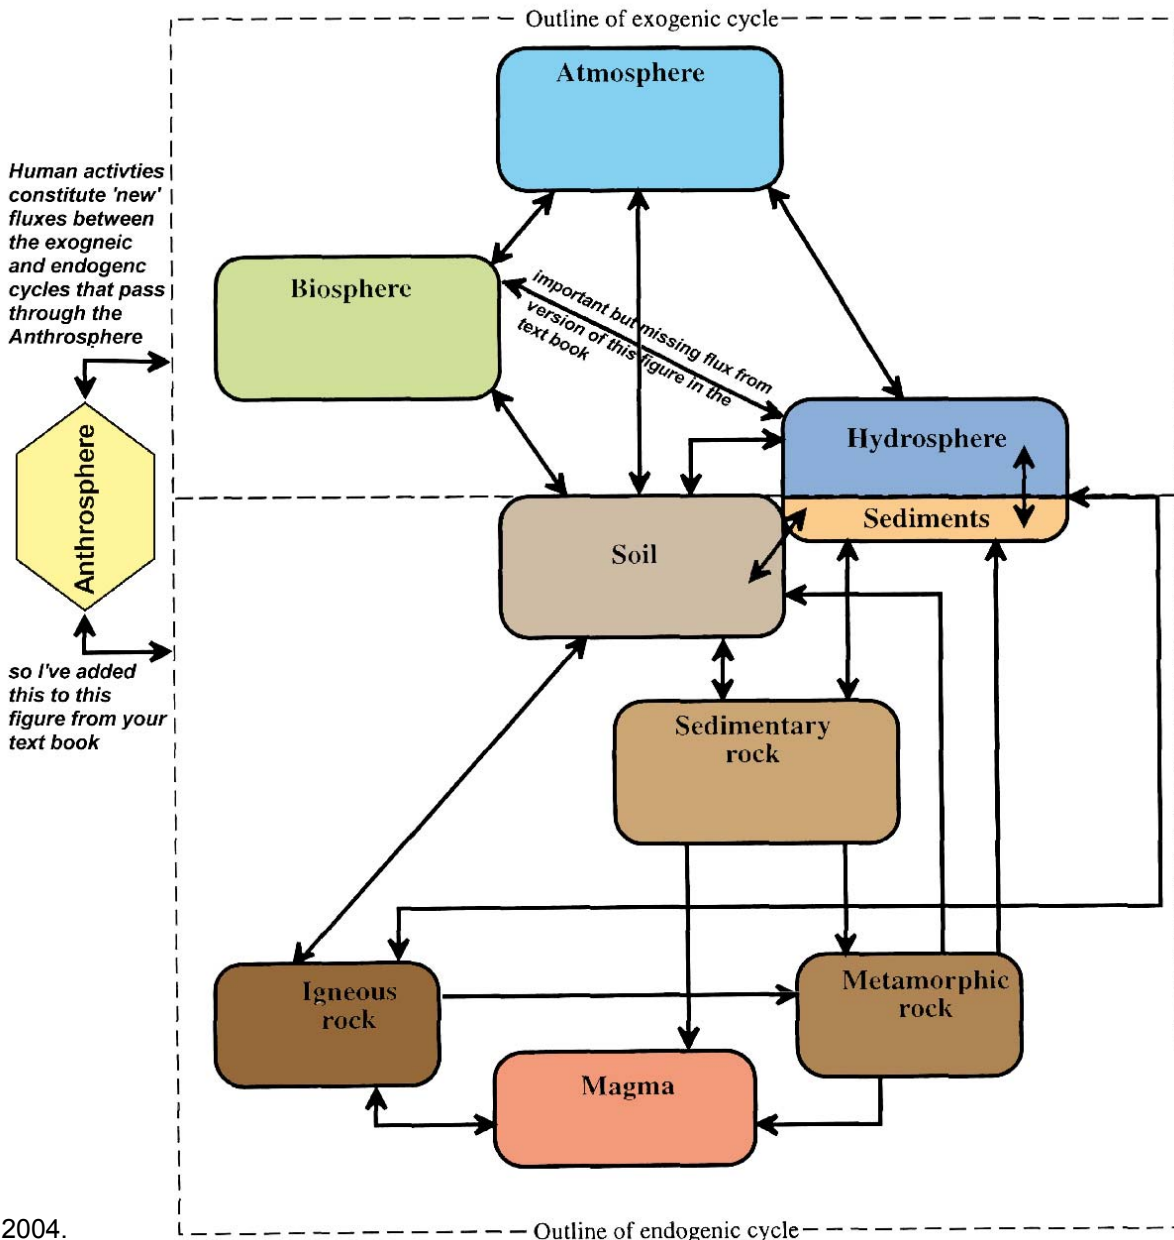 Outline of exogenic cycle
Atmosphere
Human activties
constitute 'new'
fluxes between
the exogneic
and endogenc
cycles that pass
through the
Anthrosphere
Biosphere
important but missing flux from
version of this figure in the
text book
Hydrosphere
Sediments
Anthrosphere
Soil
so I've added
this to this
figure from your
text book
Sedimentary
rock
Igneous
rock
Metamorphic
rock
Magma
2004.
Outline of endogenic cycle